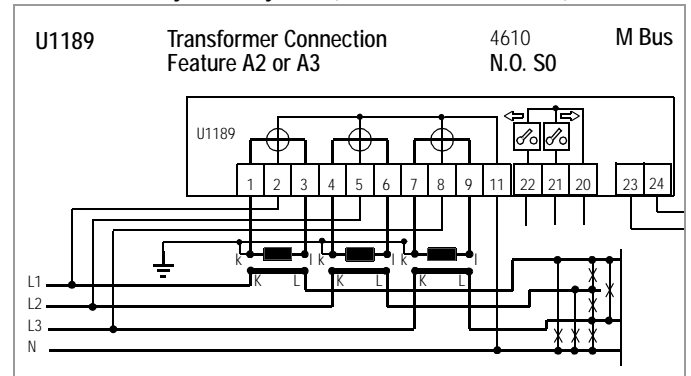 U1189 Transformer Connection 4610 M Bus
Feature A2 or A3 N.O. S0
U1189
1 2 3 4 5 6 7 8 9 11 22 21 20 23 24
k l k l k l
K L K L K L
L1
L2
L3
N